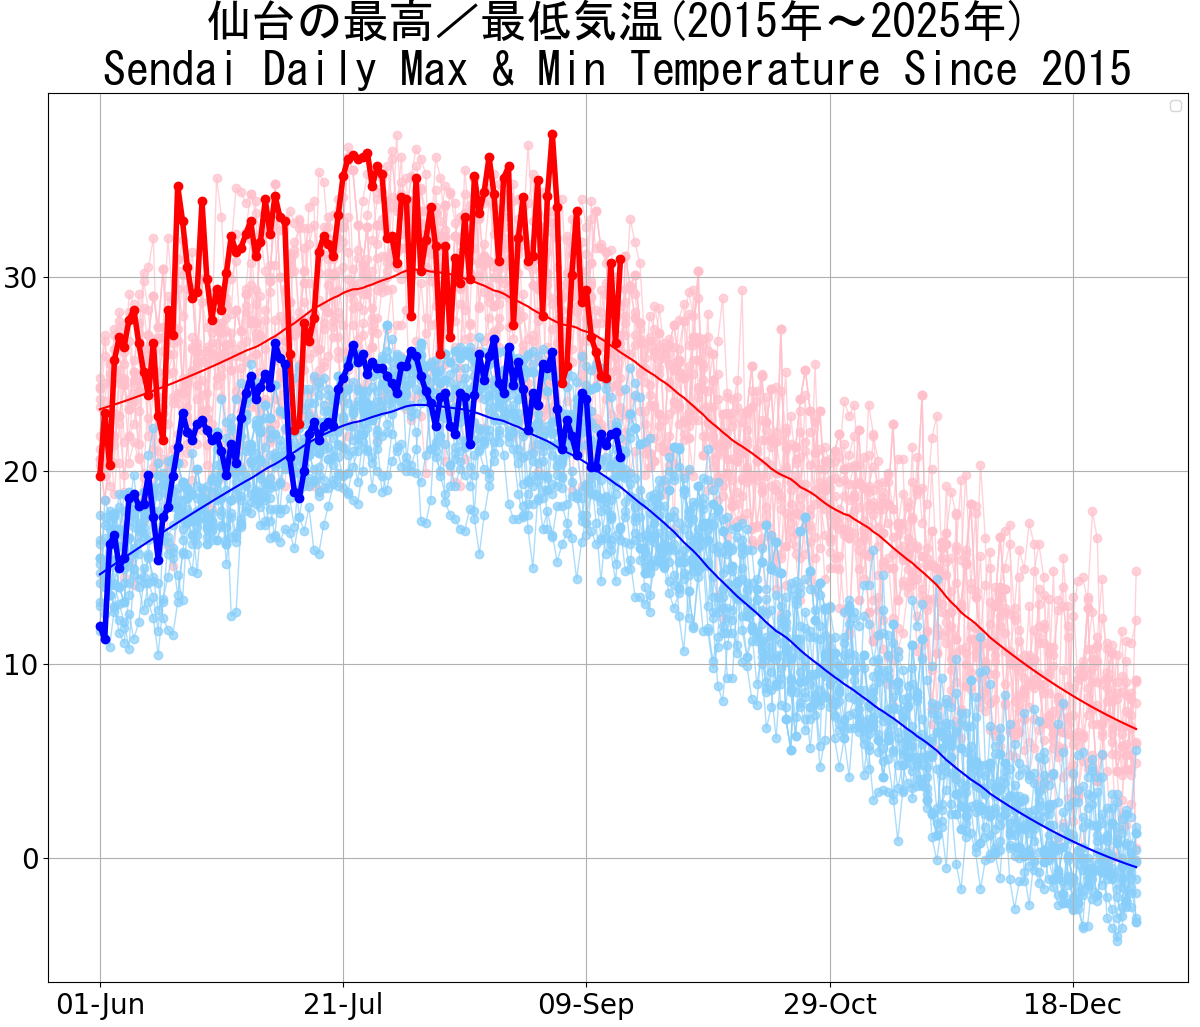 仙台の最高／最低気温(2015年～2025年)
Sendai Daily Max & Min Temperature Since 2015
30
20
10
0
01-Jun 21-Jul 09-Sep 29-Oct 18-Dec